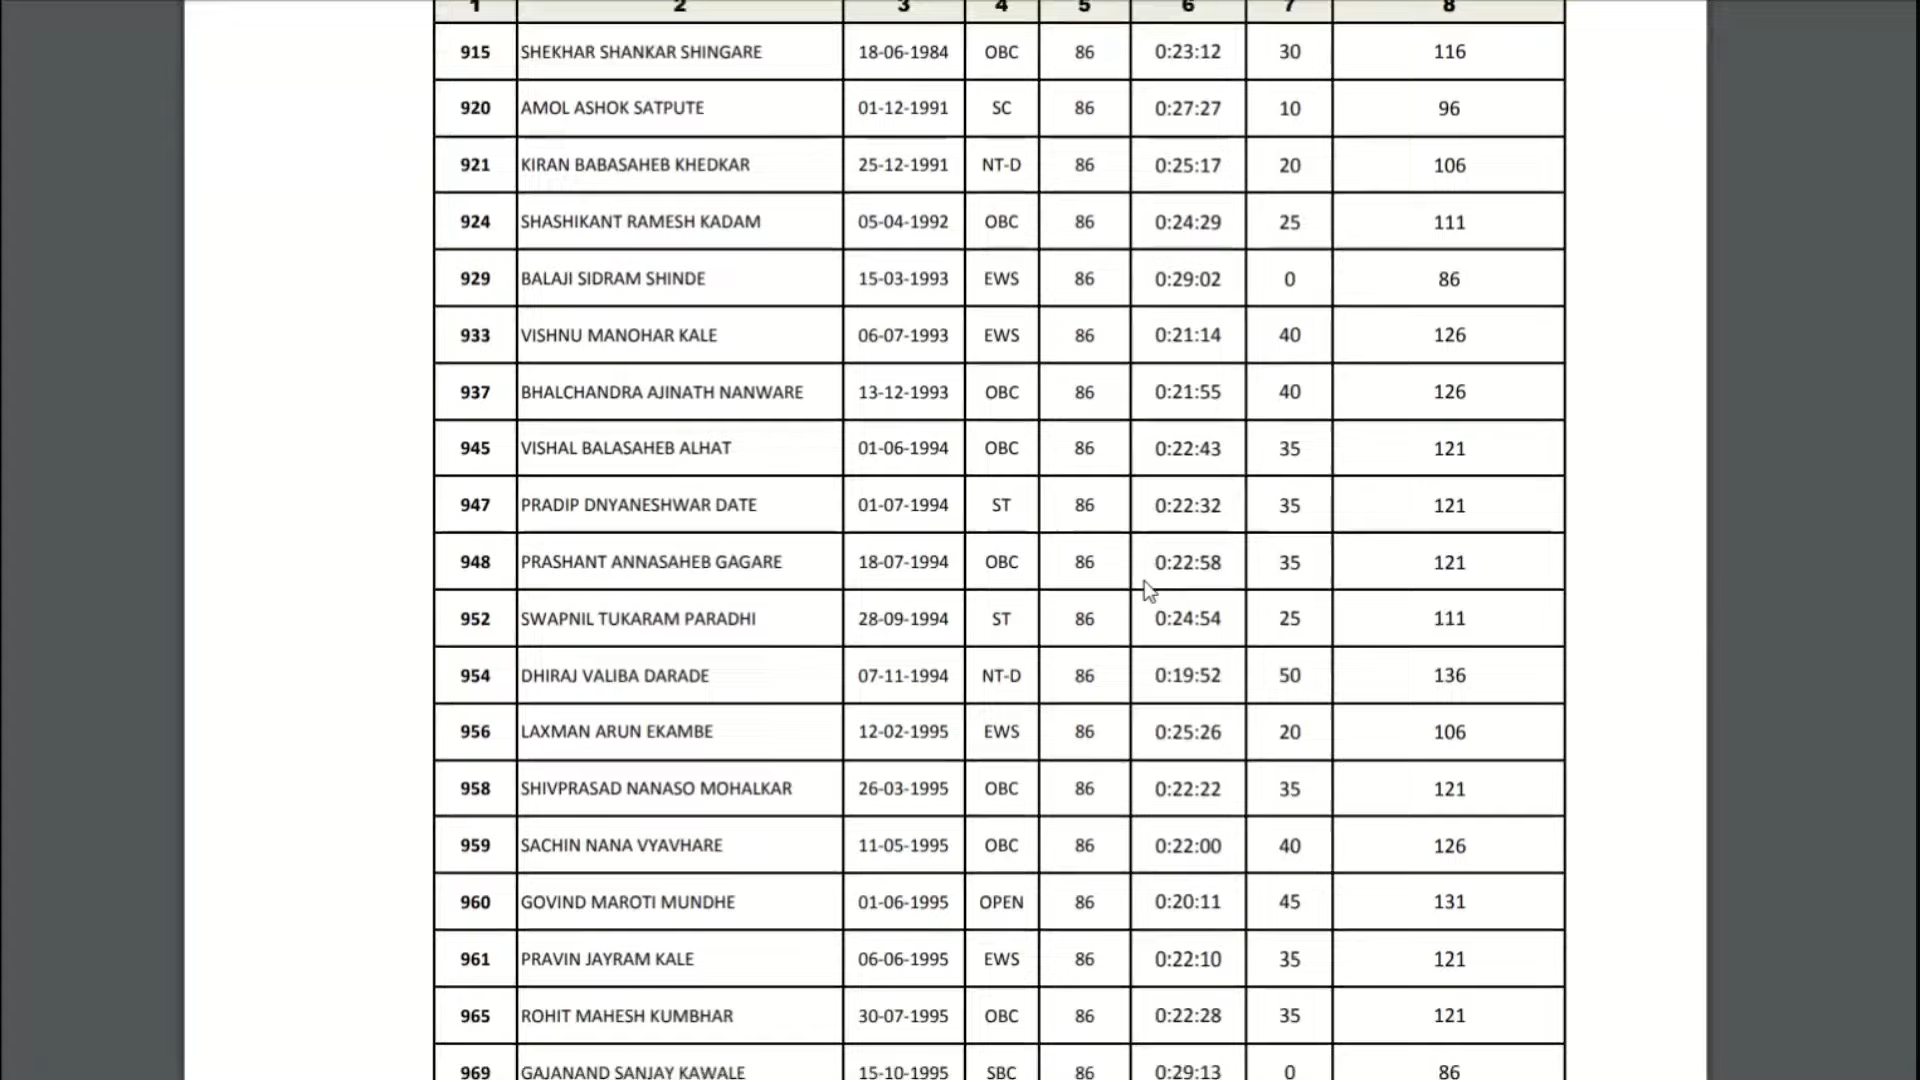 1 2 3 4 5 6 7 8
915 SHEKHAR SHANKAR SHINGARE 18-06-1984 OBC 86 0:23:12 30 116
920 AMOL ASHOK SATPUTE 01-12-1991 SC 86 0:27:27 10 96
921 KIRAN BABASAHEB KHEDKAR 25-12-1991 NT-D 86 0:25:17 20 106
924 SHASHIKANT RAMESH KADAM 05-04-1992 OBC 86 0:24:29 25 111
929 BALAJI SIDRAM SHINDE 15-03-1993 EWS 86 0:29:02 0 86
933 VISHNU MANOHAR KALE 06-07-1993 EWS 86 0:21:14 40 126
937 BHALCHANDRA AJINATH NANWARE 13-12-1993 OBC 86 0:21:55 40 126
945 VISHAL BALASAHEB ALHAT 01-06-1994 OBC 86 0:22:43 35 121
947 PRADIP DNYANESHWAR DATE 01-07-1994 ST 86 0:22:32 35 121
948 PRASHANT ANNASAHEB GAGARE 18-07-1994 OBC 86 0:22:58 35 121
952 SWAPNIL TUKARAM PARADHI 28-09-1994 ST 86 0:24:54 25 111
954 DHIRAJ VALIBA DARADE 07-11-1994 NT-D 86 0:19:52 50 136
956 LAXMAN ARUN EKAMBE 12-02-1995 EWS 86 0:25:26 20 106
958 SHIVPRASAD NANASO MOHALKAR 26-03-1995 OBC 86 0:22:22 35 121
959 SACHIN NANA VYAVHARE 11-05-1995 OBC 86 0:22:00 40 126
960 GOVIND MAROTI MUNDHE 01-06-1995 OPEN 86 0:20:11 45 131
961 PRAVIN JAYRAM KALE 06-06-1995 EWS 86 0:22:10 35 121
965 ROHIT MAHESH KUMBHAR 30-07-1995 OBC 86 0:22:28 35 121
969 GAJANAND SANJAY KAWALE 15-10-1995 SBC 86 0:29:13 0 86